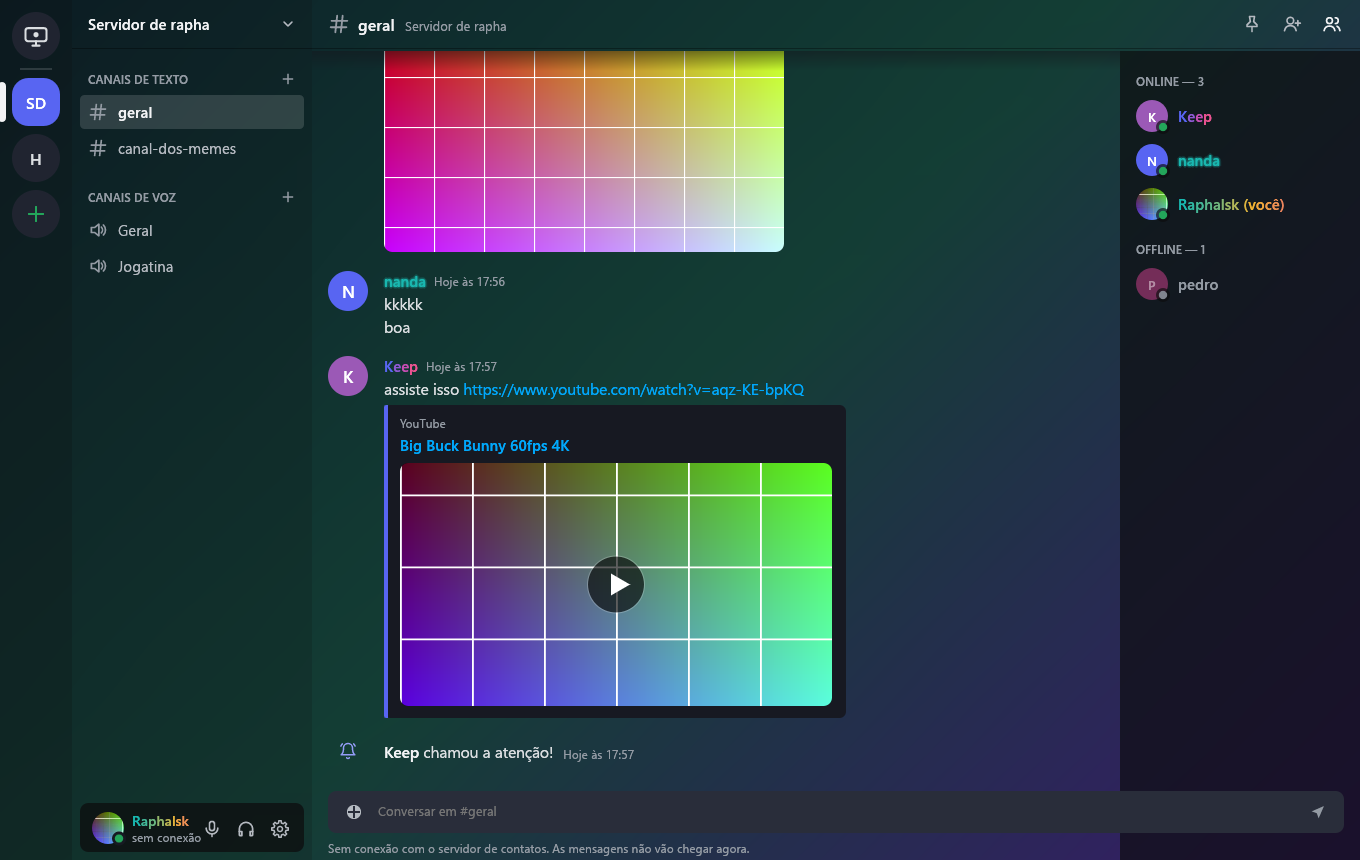 Servidor de rapha
geral Servidor de rapha
SD
H
CANAIS DE TEXTO
geral
canal-dos-memes
CANAIS DE VOZ
Geral
Jogatina
nanda Hoje às 17:56
N
kkkkk
boa
Keep Hoje às 17:57
K
assiste isso https://www.youtube.com/watch?v=aqz-KE-bpKQ
YouTube
Big Buck Bunny 60fps 4K
Keep chamou a atenção! Hoje às 17:57
Conversar em #geral
Sem conexão com o servidor de contatos. As mensagens não vão chegar agora.
Raphalsk
sem conexão
ONLINE — 3
K Keep
N nanda
Raphalsk (você)
OFFLINE — 1
P pedro